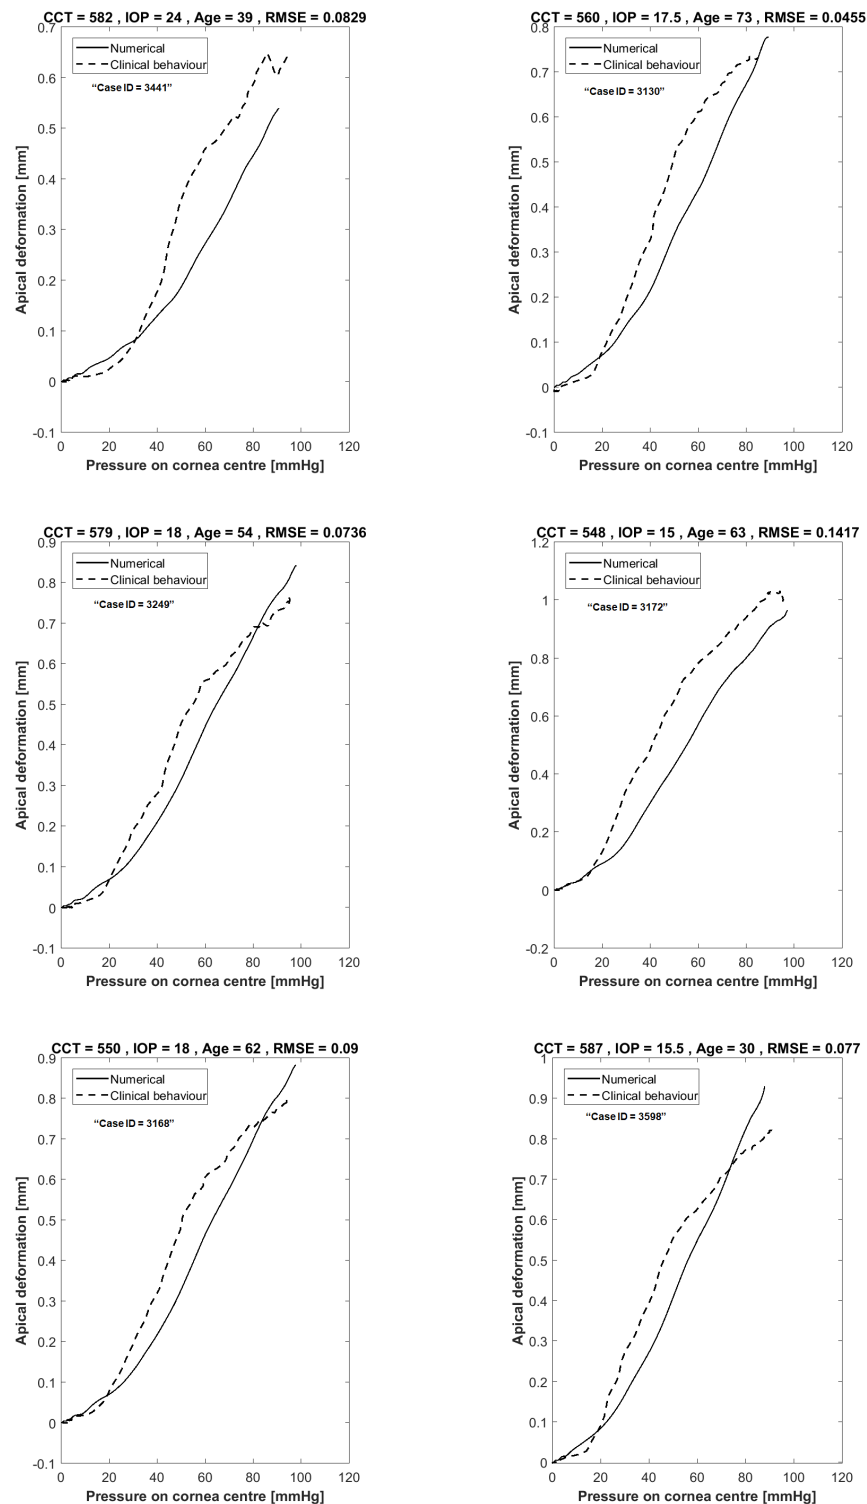 CCT = 582 , IOP = 24 , Age = 39 , RMSE = 0.0829
0.7
0.6
0.5
0.4
0.3
0.2
0.1
0
-0.1
Apical deformation [mm]
Numerical
Clinical behaviour
“Case ID = 3441”
0 20 40 60 80 100 120
Pressure on cornea centre [mmHg]
CCT = 560 , IOP = 17.5 , Age = 73 , RMSE = 0.0455
0.8
0.7
0.6
0.5
0.4
0.3
0.2
0.1
0
-0.1
Apical deformation [mm]
Numerical
Clinical behaviour
“Case ID = 3130”
0 20 40 60 80 100 120
Pressure on cornea centre [mmHg]
CCT = 579 , IOP = 18 , Age = 54 , RMSE = 0.0736
0.9
0.8
0.7
0.6
0.5
0.4
0.3
0.2
0.1
0
-0.1
Apical deformation [mm]
Numerical
Clinical behaviour
“Case ID = 3249”
0 20 40 60 80 100 120
Pressure on cornea centre [mmHg]
CCT = 548 , IOP = 15 , Age = 63 , RMSE = 0.1417
1.2
1
0.8
0.6
0.4
0.2
0
-0.2
Apical deformation [mm]
Numerical
Clinical behaviour
“Case ID = 3172”
0 20 40 60 80 100 120
Pressure on cornea centre [mmHg]
CCT = 550 , IOP = 18 , Age = 62 , RMSE = 0.09
0.9
0.8
0.7
0.6
0.5
0.4
0.3
0.2
0.1
0
-0.1
Apical deformation [mm]
Numerical
Clinical behaviour
“Case ID = 3168”
0 20 40 60 80 100 120
Pressure on cornea centre [mmHg]
CCT = 587 , IOP = 15.5 , Age = 30 , RMSE = 0.077
1
0.9
0.8
0.7
0.6
0.5
0.4
0.3
0.2
0.1
0
Apical deformation [mm]
Numerical
Clinical behaviour
“Case ID = 3598”
0 20 40 60 80 100 120
Pressure on cornea centre [mmHg]